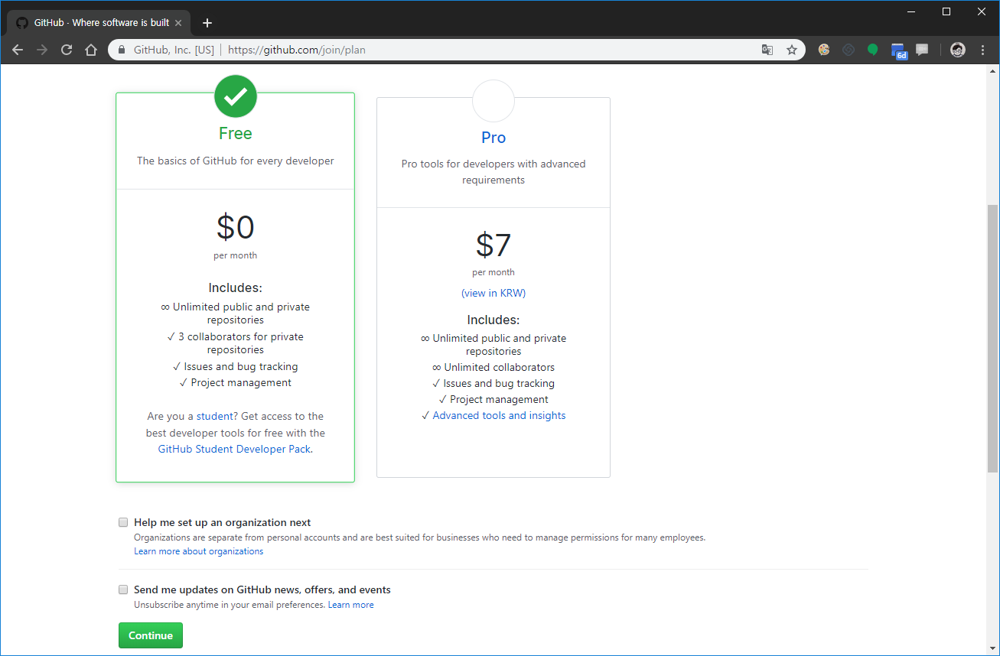 GitHub · Where software is built
GitHub, Inc. [US] | https://github.com/join/plan
6d
Free
The basics of GitHub for every developer
$0
per month
Includes:
∞ Unlimited public and private
repositories
✓ 3 collaborators for private
repositories
✓ Issues and bug tracking
✓ Project management
Are you a student? Get access to the
best developer tools for free with the
GitHub Student Developer Pack.
Pro
Pro tools for developers with advanced
requirements
$7
per month
(view in KRW)
Includes:
∞ Unlimited public and private
repositories
∞ Unlimited collaborators
✓ Issues and bug tracking
✓ Project management
✓ Advanced tools and insights
Help me set up an organization next
Organizations are separate from personal accounts and are best suited for businesses who need to manage permissions for many employees.
Learn more about organizations
Send me updates on GitHub news, offers, and events
Unsubscribe anytime in your email preferences. Learn more
Continue